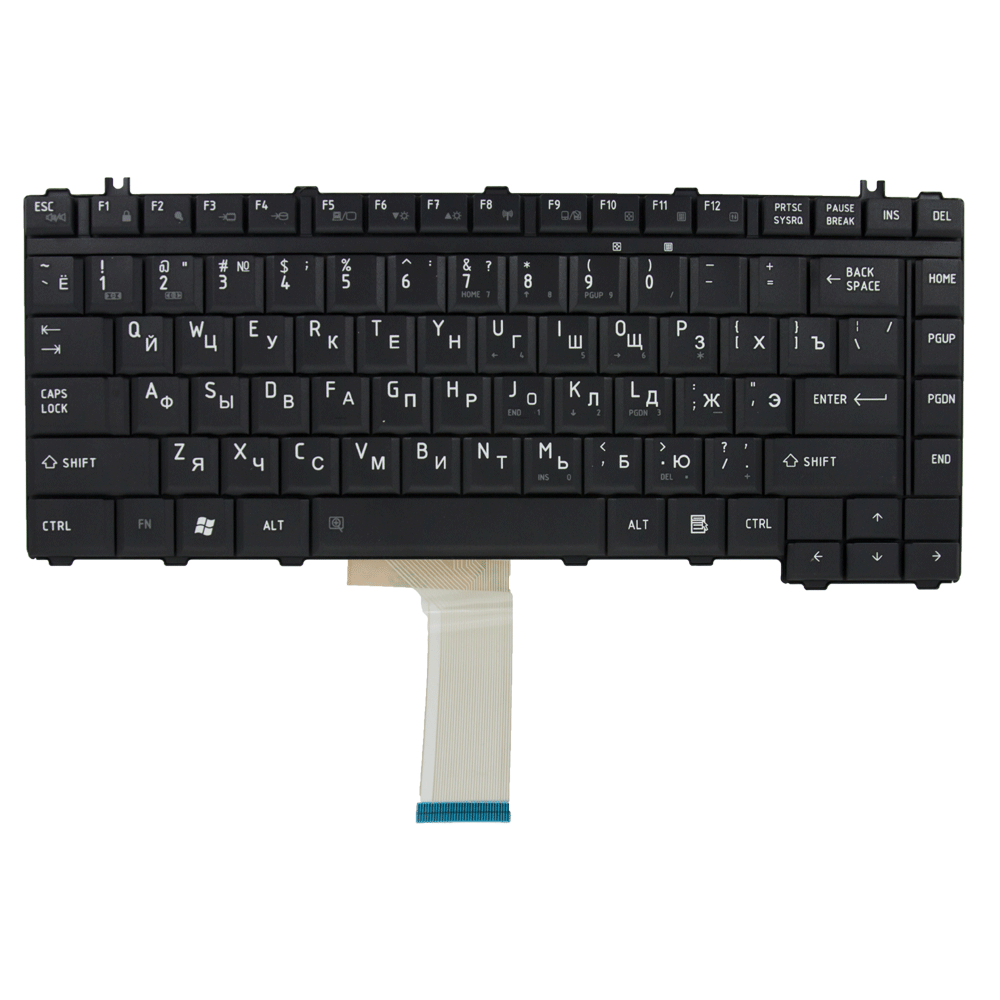 ESC F1 F2 F3 F4 F5 F6 F7 F8 F9 F10 F11 F12 PRTSC PAUSE INS DEL
SYSRQ BREAK
~ ! @ " # № $ ; % ^ : & ? * ( ) _ + ← BACK HOME
` Ё 1 2 3 4 5 6 7 8 9 0 - = SPACE
HOME 7 ↑ 8 PGUP 9 /
Q Й W Ц E У R К T Е Y Н U Г I Ш O Щ P З { [ Х } ] Ъ | \ / PGUP
← 4 5 → 6 *
CAPS A Ф S Ы D В F А G П H Р J О K Л L Д : ; Ж " ' Э ENTER PGDN
LOCK
END 1 ↓ 2 PGDN 3 -
SHIFT Z Я X Ч C С V М B И N Т M Ь < , Б > . Ю ? / , . SHIFT END
INS 0 DEL • +
CTRL FN ALT ALT CTRL ↑
← ↓ →